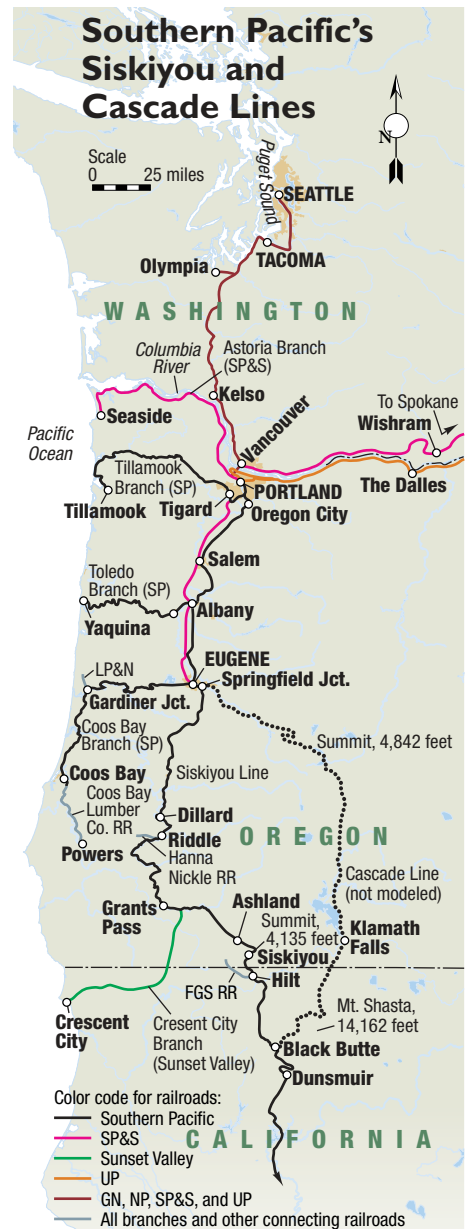 Southern Pacific's
Siskiyou and
Cascade Lines
Scale
0 25 miles
N
Puget Sound
SEATTLE
TACOMA
Olympia
WASHINGTON
Columbia
River
Astoria Branch
(SP&S)
Kelso
Seaside
Vancouver
To Spokane
Wishram
Pacific
Ocean
Tillamook
Branch (SP)
Tillamook
Tigard
PORTLAND
Oregon City
The Dalles
Salem
Toledo
Branch (SP)
Albany
Yaquina
EUGENE
Springfield Jct.
LP&N
Gardiner Jct.
Coos Bay
Branch (SP)
Siskiyou Line
Summit, 4,842 feet
Coos Bay
Coos Bay
Lumber
Co. RR
Powers
Dillard
Riddle
Hanna
Nickle RR
OREGON
Cascade Line
(not modeled)
Grants
Pass
Ashland
Summit,
4,135 feet
Siskiyou
Klamath
Falls
Hilt
FGS RR
Crescent
City
Cresent City
Branch
(Sunset Valley)
Mt. Shasta,
14,162 feet
Black Butte
Dunsmuir
CALIFORNIA
Color code for railroads:
Southern Pacific
SP&S
Sunset Valley
UP
GN, NP, SP&S, and UP
All branches and other connecting railroads